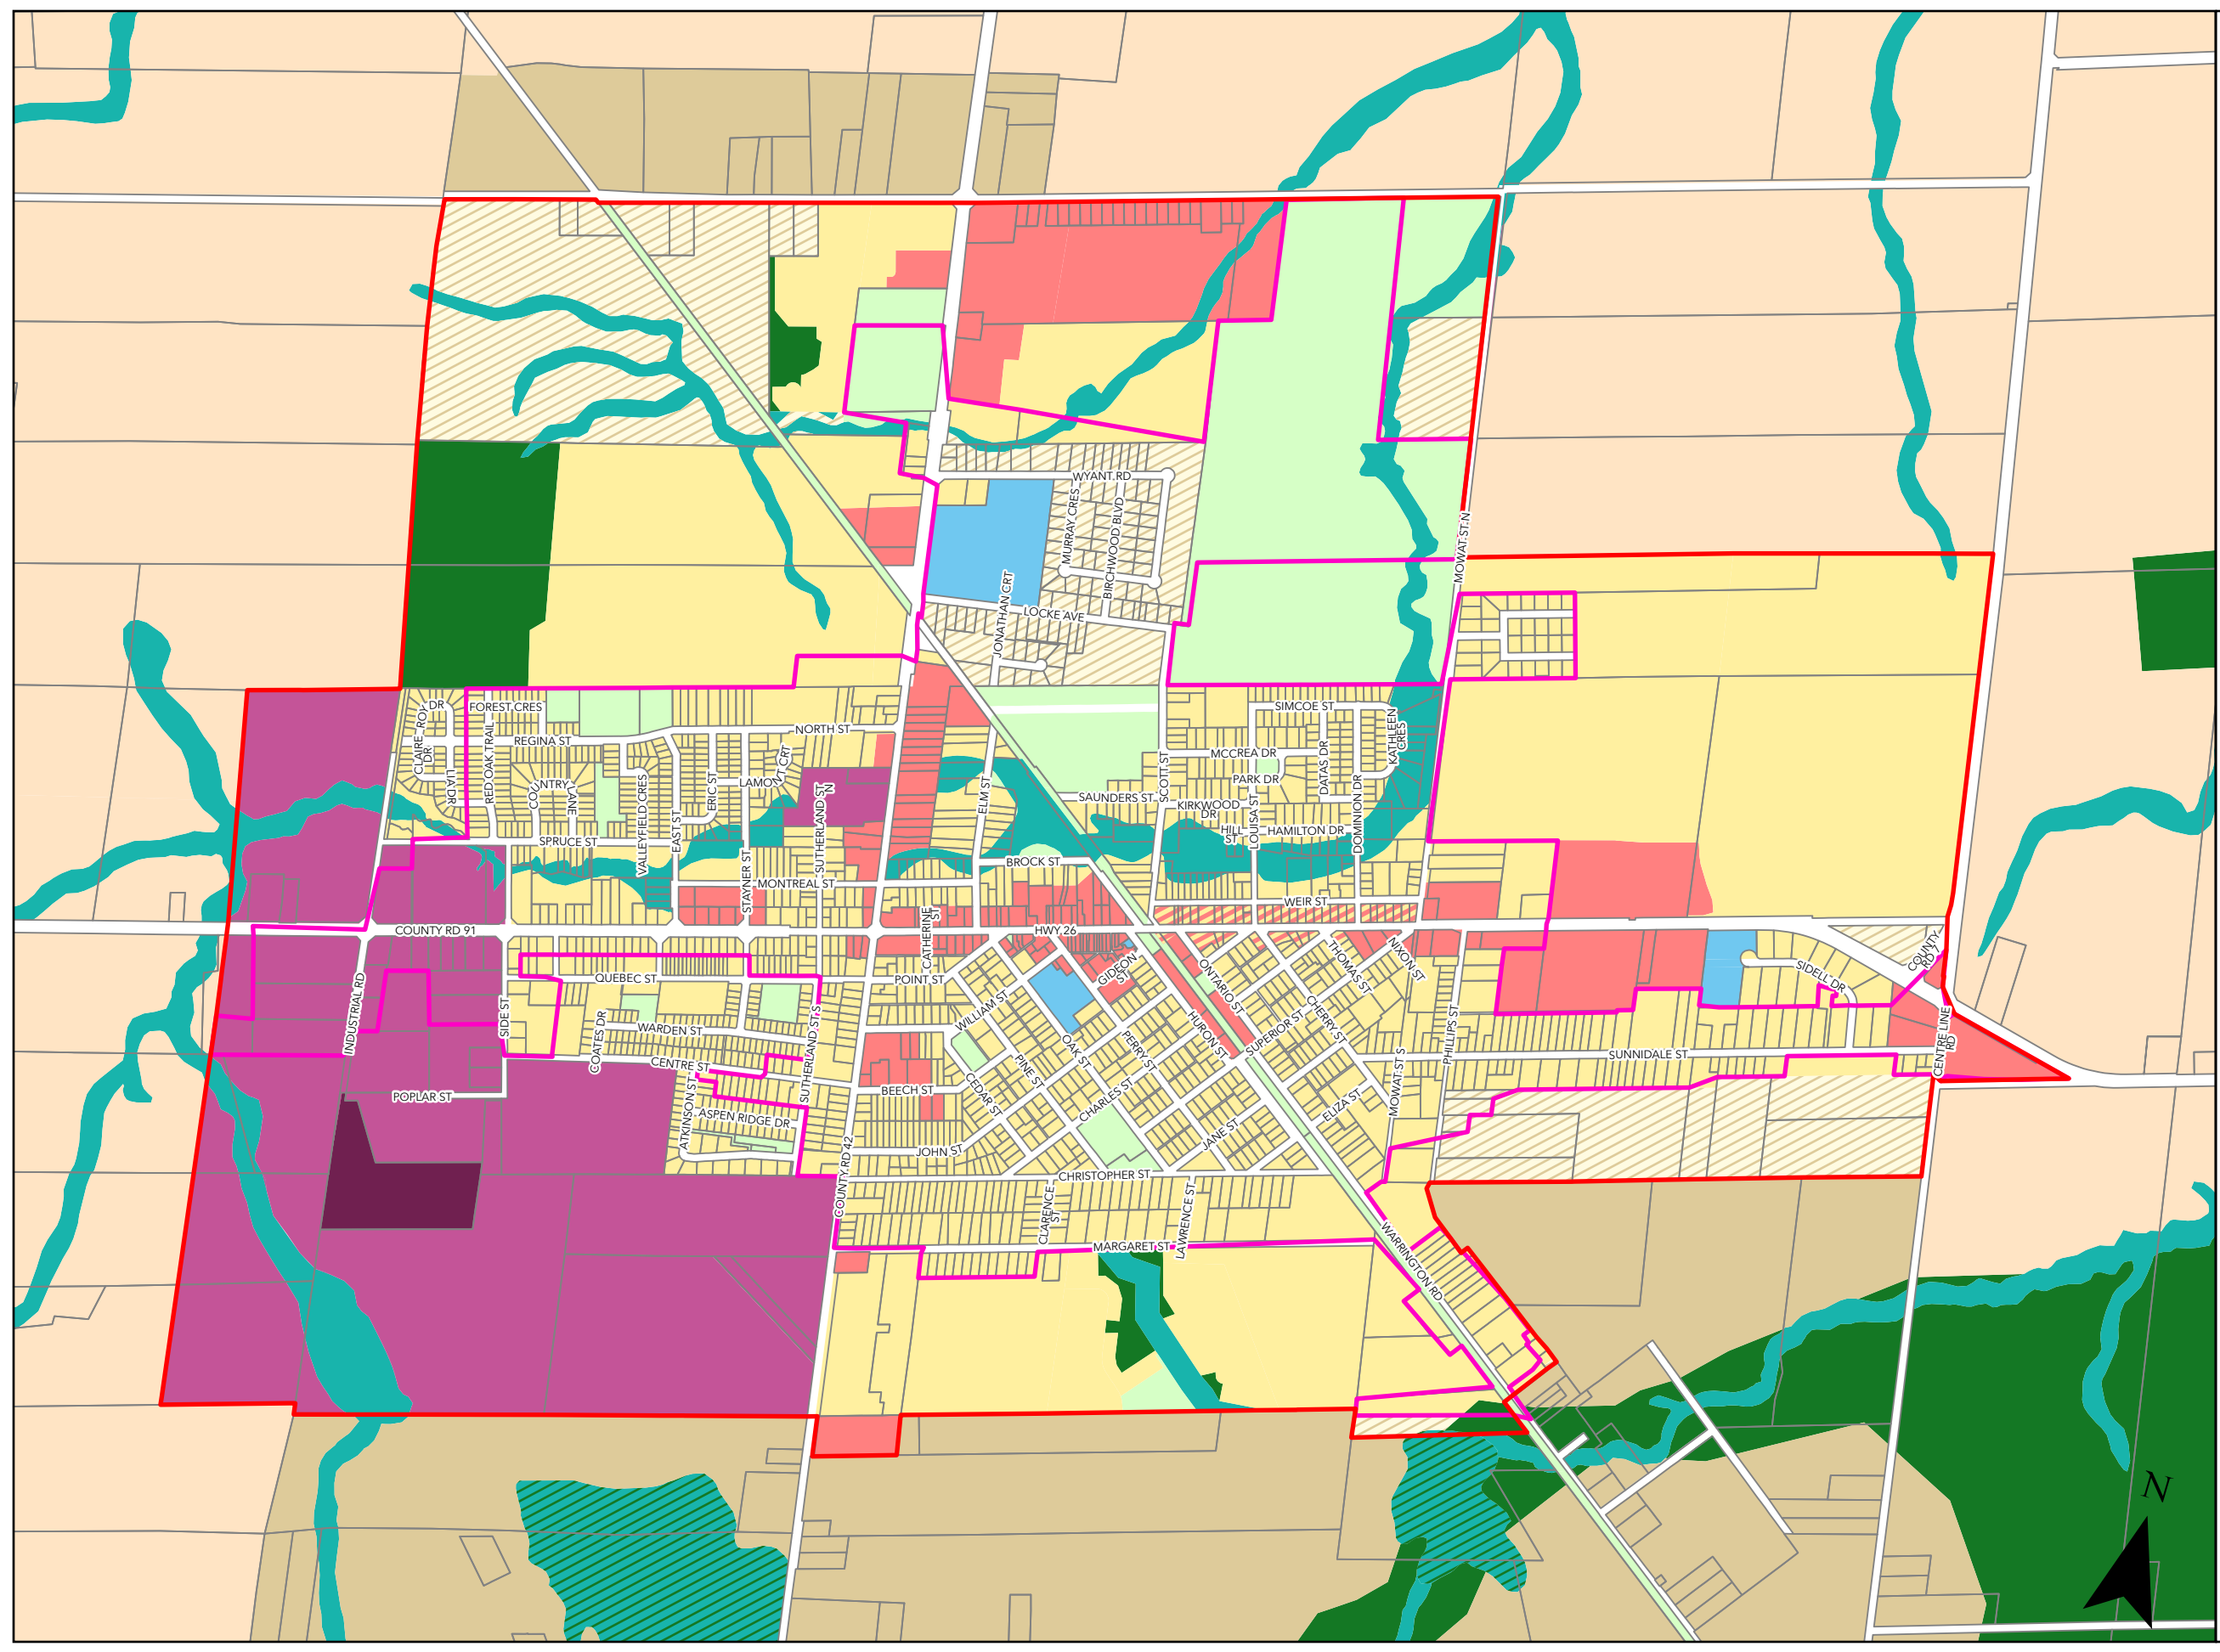 WYANT RD
MURRAY CRES
BIRCHWOOD BLVD
MOWAT ST N
JONATHAN CRT
LOCKE AVE
CLAIRE
ROY
DR
DR
FOREST CRES
LIA DR
RED OAK TRAIL
REGINA ST
NORTH ST
SIMCOE ST
KATHLEEN
CRES
MCCREA DR
DATAS DR
PARK DR
SCOTT ST
ELM ST
SAUNDERS ST
KIRKWOOD
DR
HILL
ST
LOUISA ST
HAMILTON DR
DOMINION DR
VALLEYFIELD CRES
EAST ST
ERIC ST
SUTHERLAND ST
N
SPRUCE ST
STAYNER ST
MONTREAL ST
BROCK ST
CATHERINE
ST
WEIR ST
COUNTY RD 91
HWY 26
INDUSTRIAL RD
SIDE ST
QUEBEC ST
POINT ST
GIDEON
ST
ONTARIO ST
THOMAS ST
NIXON ST
SIDELL DR
COUNTY
RD 7
COATES DR
WARDEN ST
WILLIAM ST
CENTRE ST
SUTHERLAND ST S
HURON ST
CHERRY ST
SUPERIOR ST
PHILLIPS ST
SUNNIDALE ST
CENTRE LINE
RD
POPLAR ST
ATKINSON ST
ASPEN RIDGE DR
BEECH ST
CEDAR ST
PINE ST
OAK ST
PERRY ST
CHARLES ST
ELIZA ST
MOWAT ST S
JOHN ST
JANE ST
COUNTY RD 42
CHRISTOPHER ST
CLARENCE
ST
LAWRENCE ST
MARGARET ST
WARRINGTON RD
N